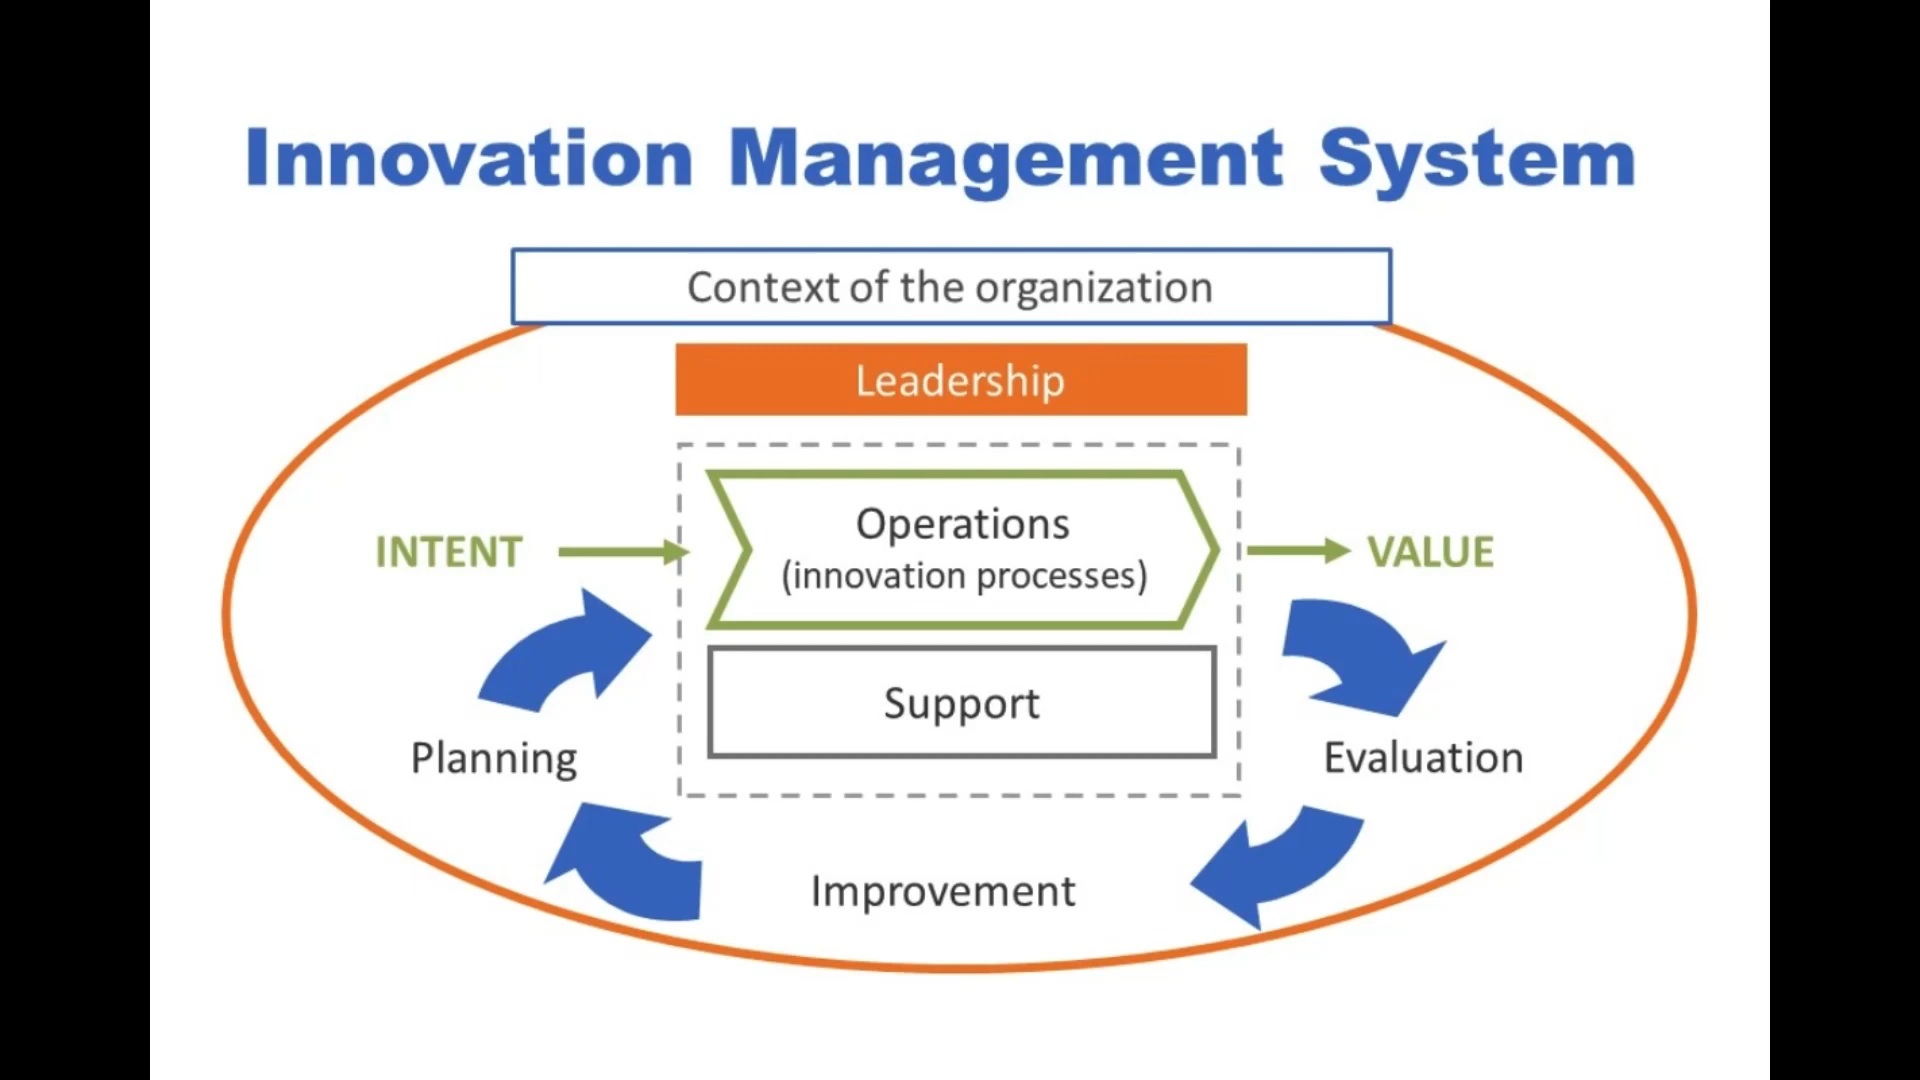 Innovation Management System
Context of the organization
Leadership
INTENT
Operations
(innovation processes)
VALUE
Support
Planning
Evaluation
Improvement